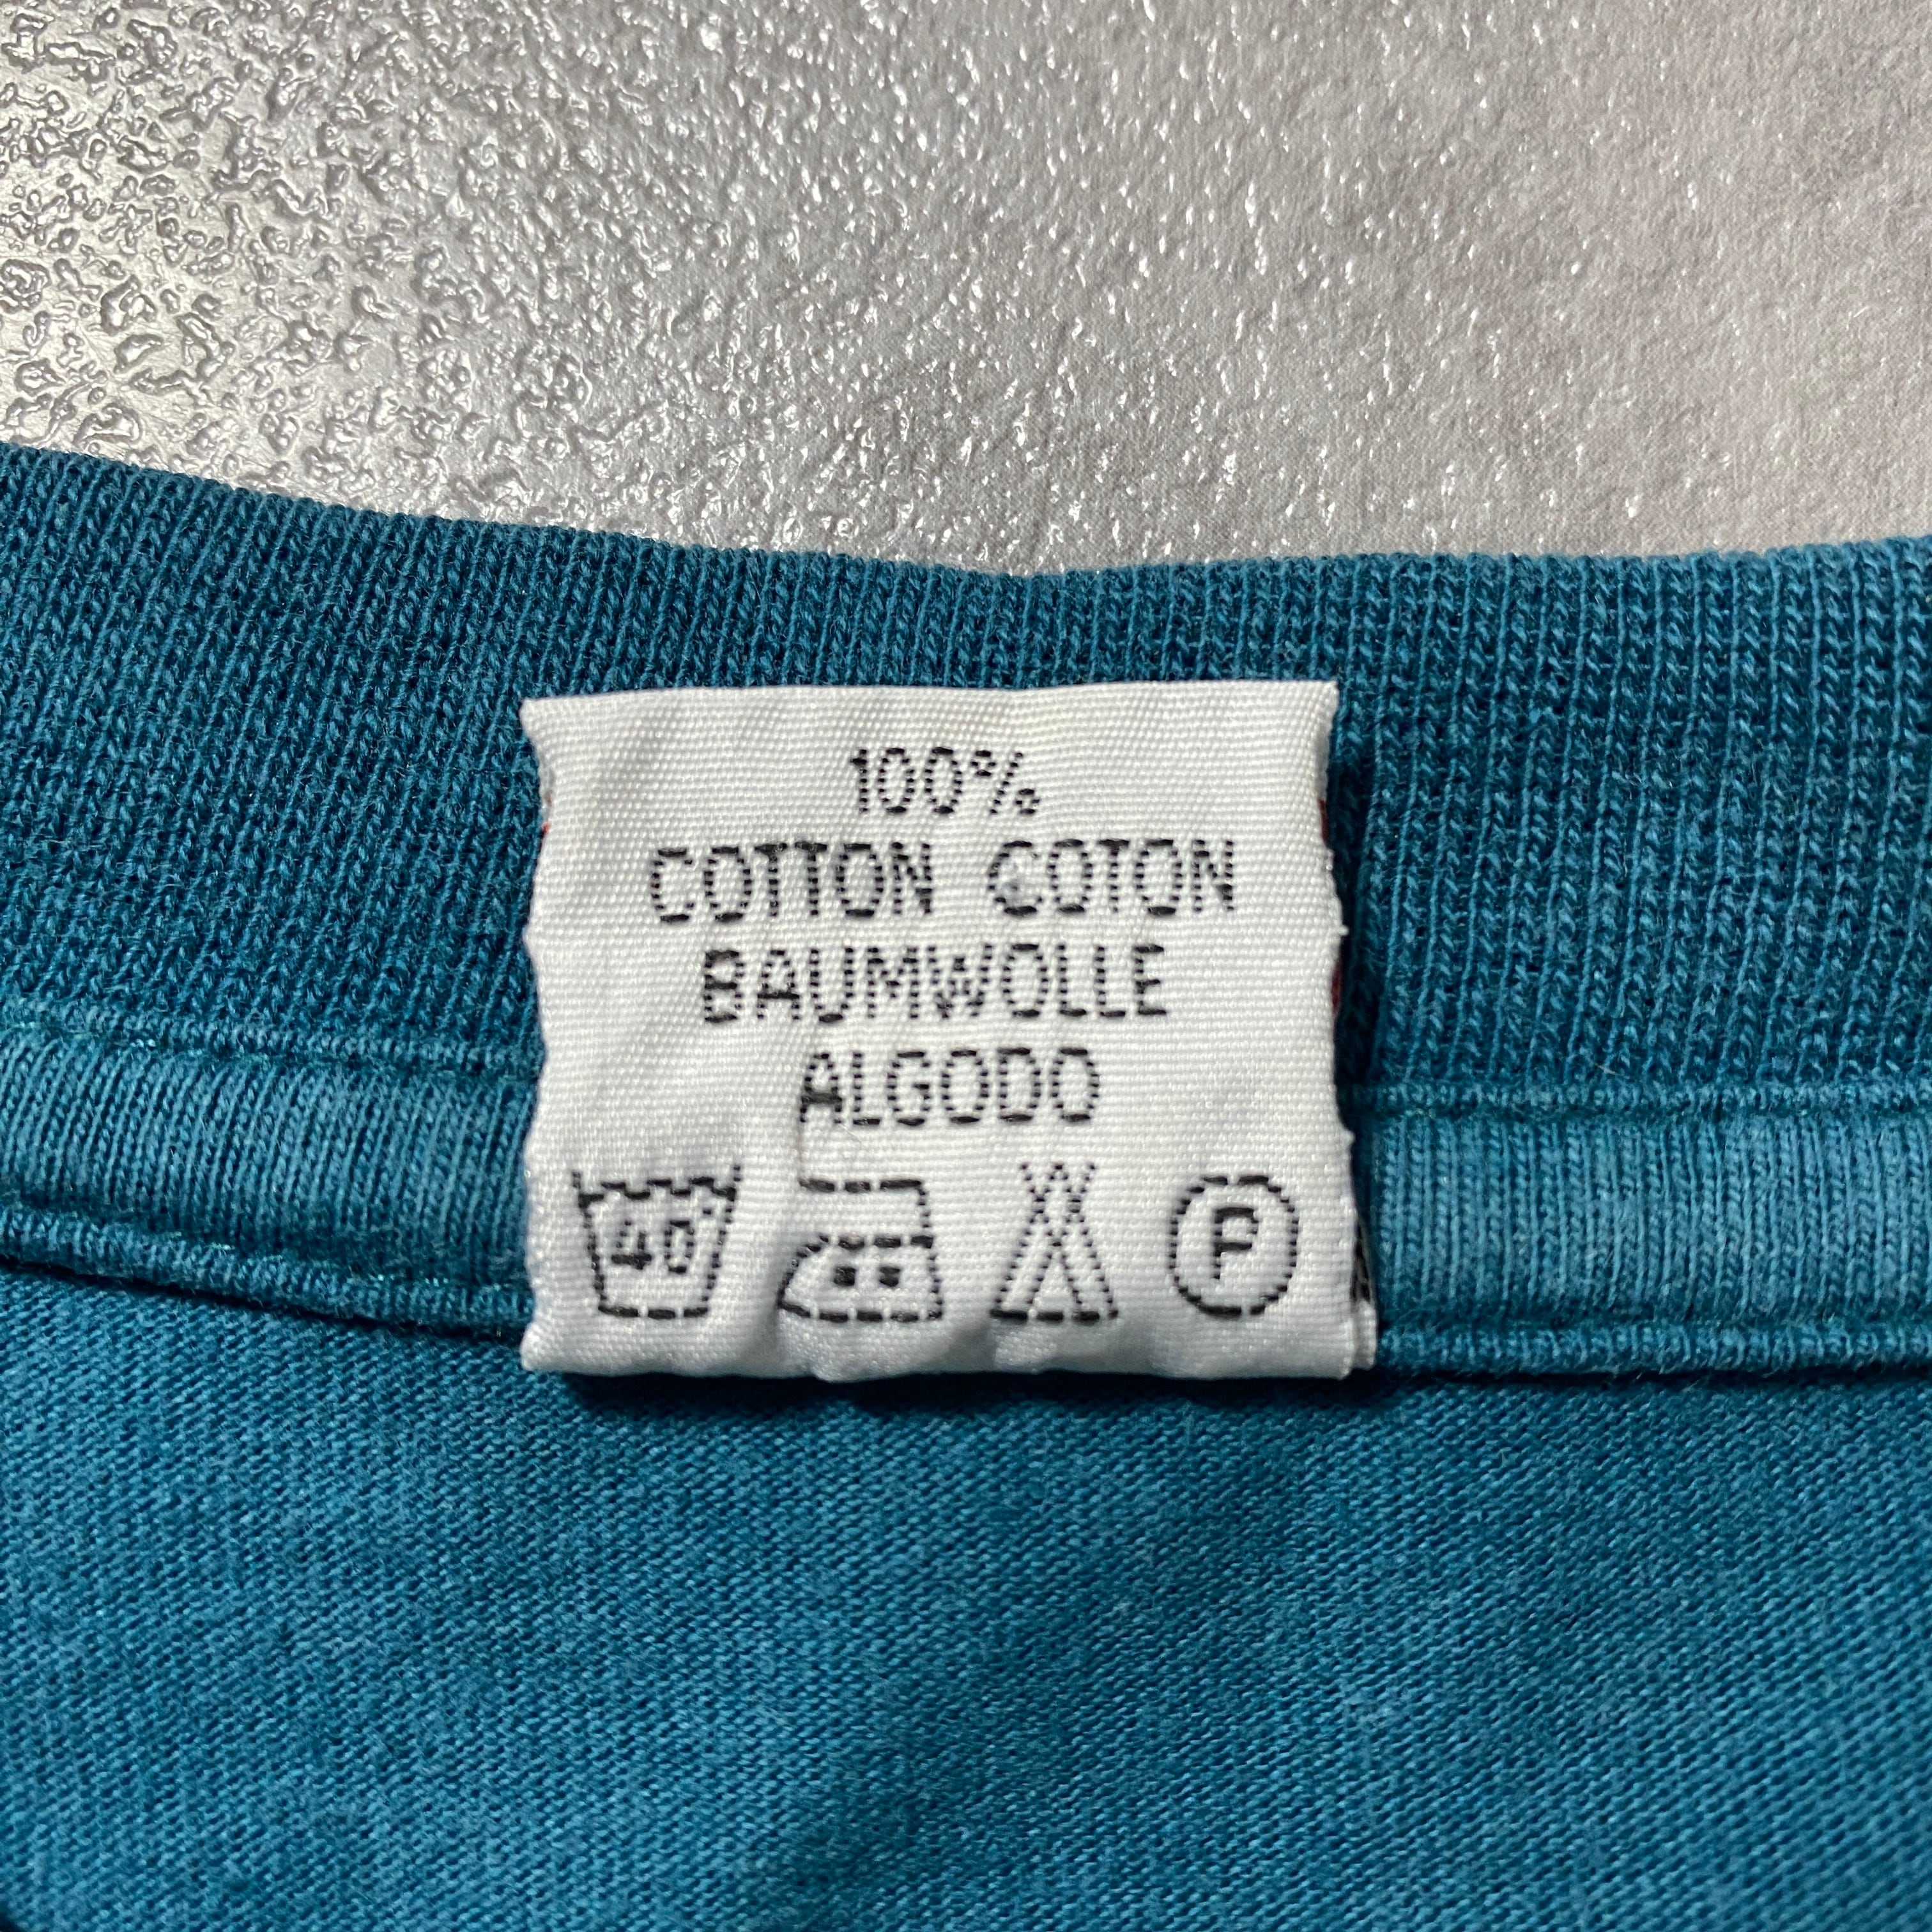 100%
COTTON COTON
BAUMWOLLE
ALGODO
40°
P